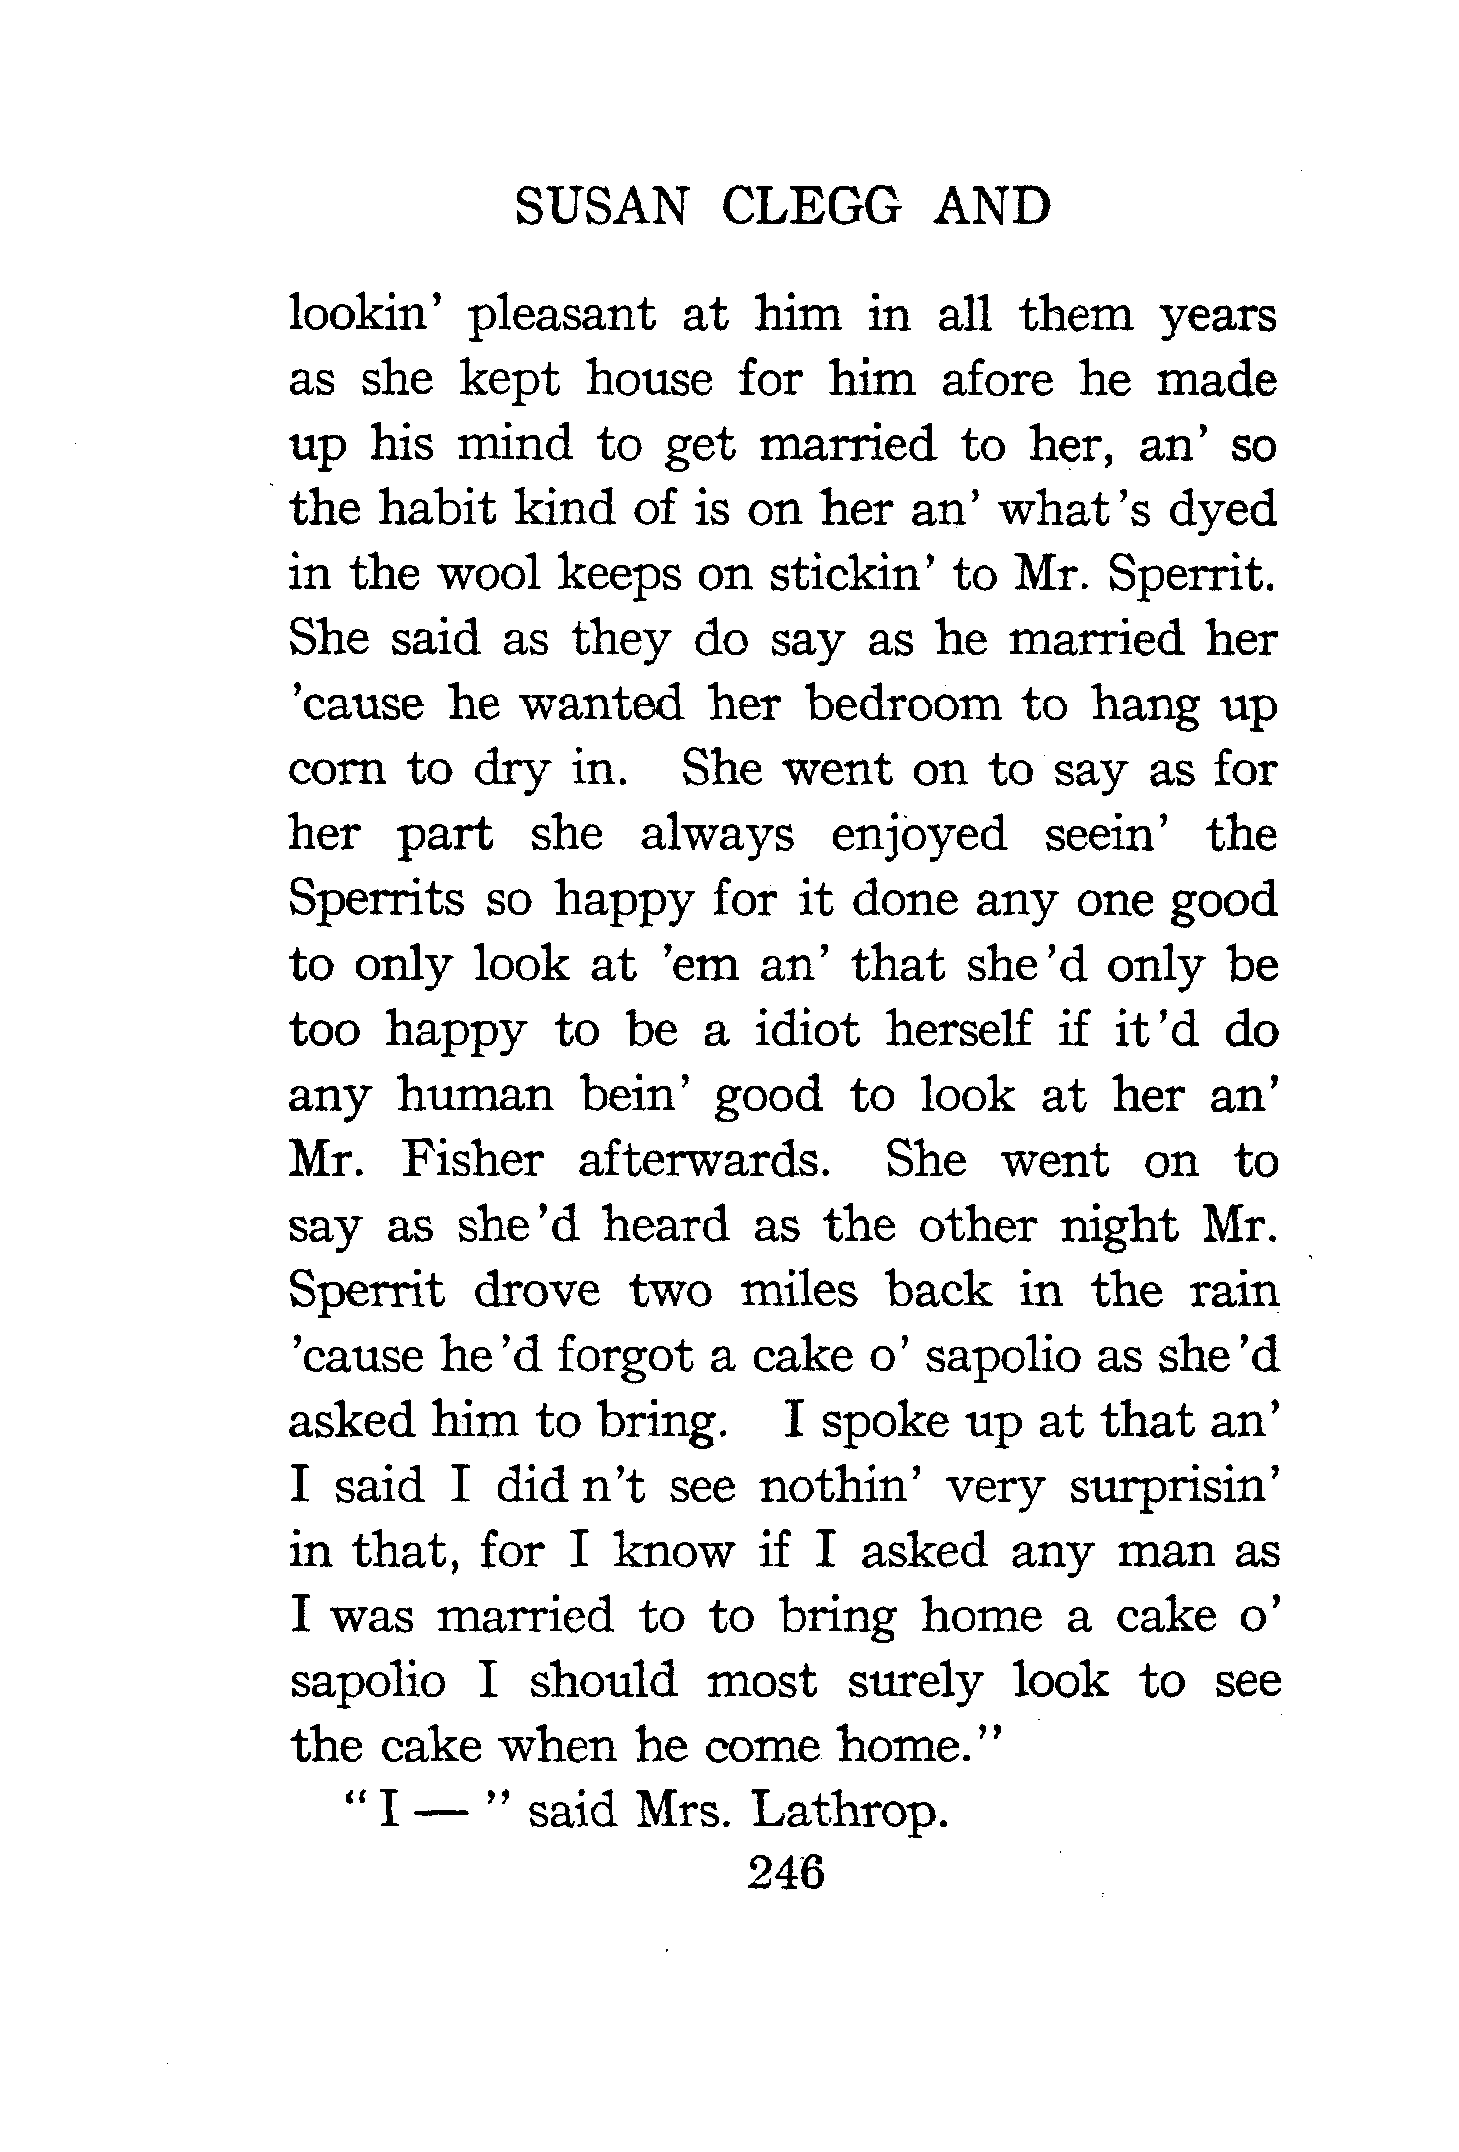 SUSAN CLEGG AND
lookin' pleasant at him in all them years
as she kept house for him afore he made
up his mind to get married to her, an' so
the habit kind of is on her an' what's dyed
in the wool keeps on stickin' to Mr. Sperrit.
She said as they do say as he married her
'cause he wanted her bedroom to hang up
corn to dry in. She went on to say as for
her part she always enjoyed seein' the
Sperrits so happy for it done any one good
to only look at 'em an' that she'd only be
too happy to be a idiot herself if it'd do
any human bein' good to look at her an'
Mr. Fisher afterwards. She went on to
say as she'd heard as the other night Mr.
Sperrit drove two miles back in the rain
'cause he'd forgot a cake o' sapolio as she'd
asked him to bring. I spoke up at that an'
I said I did n't see nothin' very surprisin'
in that, for I know if I asked any man as
I was married to to bring home a cake o'
sapolio I should most surely look to see
the cake when he come home."
"I — " said Mrs. Lathrop.
246